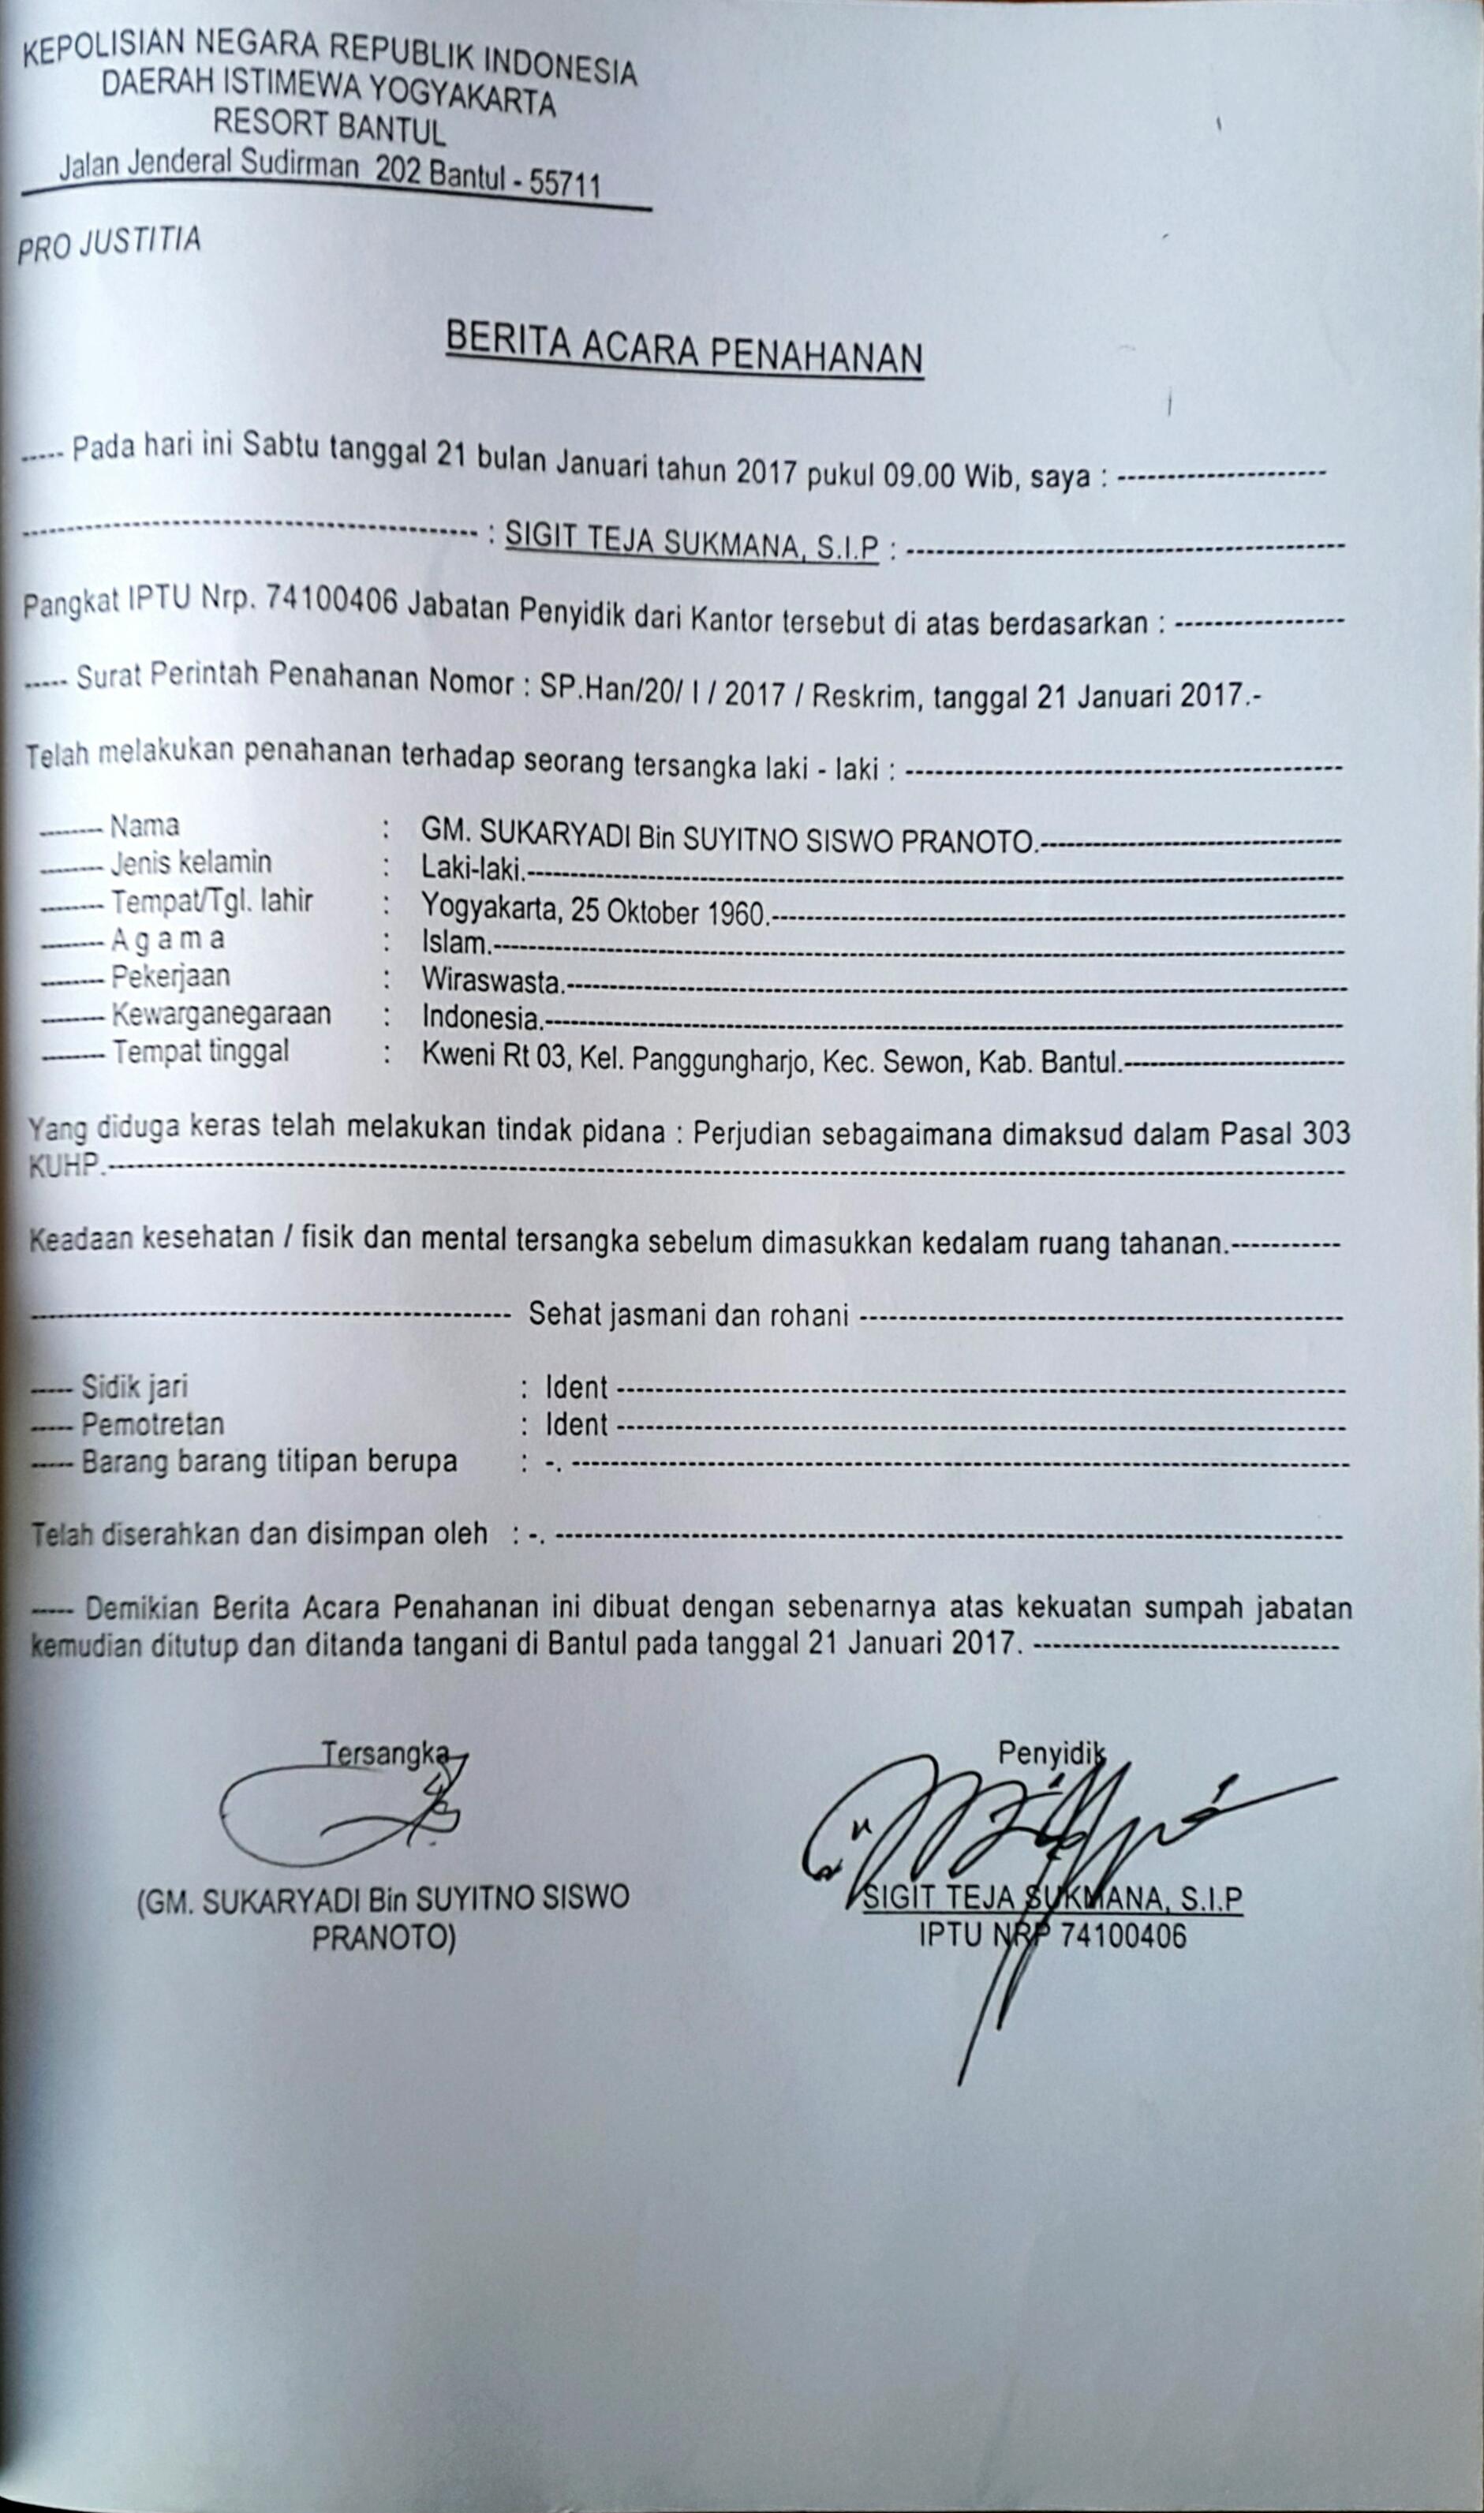 KEPOLISIAN NEGARA REPUBLIK INDONESIA
DAERAH ISTIMEWA YOGYAKARTA
RESORT BANTUL
Jalan Jenderal Sudirman 202 Bantul - 55711
PRO JUSTITIA
BERITA ACARA PENAHANAN
----- Pada hari ini Sabtu tanggal 21 bulan Januari tahun 2017 pukul 09.00 Wib, saya : ---------------------
---------------------------------------------- : SIGIT TEJA SUKMANA, S.I.P : --------------------------------------------
Pangkat IPTU Nrp. 74100406 Jabatan Penyidik dari Kantor tersebut di atas berdasarkan : -----------------
----- Surat Perintah Penahanan Nomor : SP.Han/20/ I / 2017 / Reskrim, tanggal 21 Januari 2017.-
Telah melakukan penahanan terhadap seorang tersangka laki - laki : --------------------------------------------
------- Nama : GM. SUKARYADI Bin SUYITNO SISWO PRANOTO.------------------------------
------- Jenis kelamin : Laki-laki.----------------------------------------------------------------------------------
------- Tempat/Tgl. lahir : Yogyakarta, 25 Oktober 1960.----------------------------------------------------------
------- A g a m a : Islam.--------------------------------------------------------------------------------------
------- Pekerjaan : Wiraswasta.------------------------------------------------------------------------------
------- Kewarganegaraan : Indonesia.--------------------------------------------------------------------------------
------- Tempat tinggal : Kweni Rt 03, Kel. Panggungharjo, Kec. Sewon, Kab. Bantul.----------------------
Yang diduga keras telah melakukan tindak pidana : Perjudian sebagaimana dimaksud dalam Pasal 303
KUHP.----------------------------------------------------------------------------------------------------------------------------
Keadaan kesehatan / fisik dan mental tersangka sebelum dimasukkan kedalam ruang tahanan.-----------
------------------------------------------------ Sehat jasmani dan rohani -------------------------------------------------
----- Sidik jari : Ident --------------------------------------------------------------------------
----- Pemotretan : Ident --------------------------------------------------------------------------
----- Barang barang titipan berupa : -. -------------------------------------------------------------------------------
Telah diserahkan dan disimpan oleh : -. --------------------------------------------------------------------------------
----- Demikian Berita Acara Penahanan ini dibuat dengan sebenarnya atas kekuatan sumpah jabatan
kemudian ditutup dan ditanda tangani di Bantul pada tanggal 21 Januari 2017. -------------------------------
Tersangka
Penyidik
(GM. SUKARYADI Bin SUYITNO SISWO
PRANOTO)
SIGIT TEJA SUKMANA, S.I.P
IPTU NRP 74100406